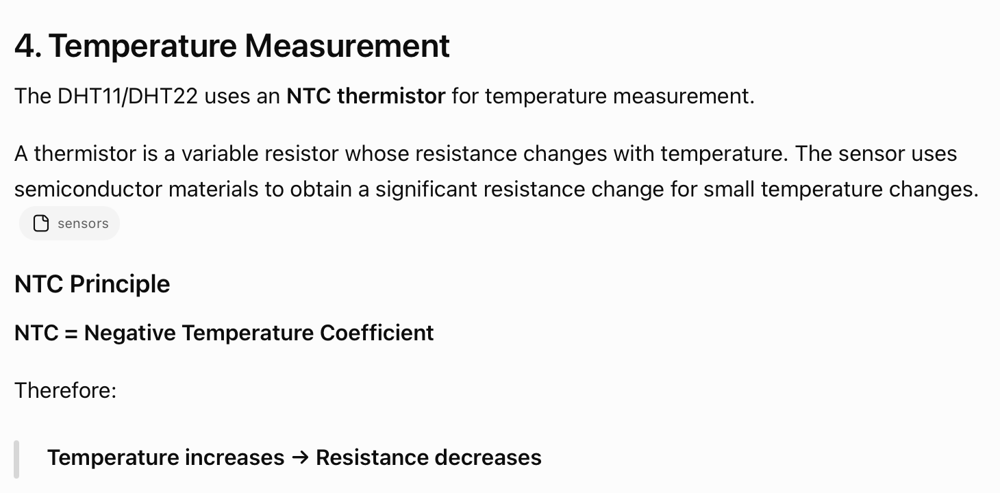 4. Temperature Measurement
The DHT11/DHT22 uses an NTC thermistor for temperature measurement.
A thermistor is a variable resistor whose resistance changes with temperature. The sensor uses
semiconductor materials to obtain a significant resistance change for small temperature changes.
sensors
NTC Principle
NTC = Negative Temperature Coefficient
Therefore:
Temperature increases → Resistance decreases